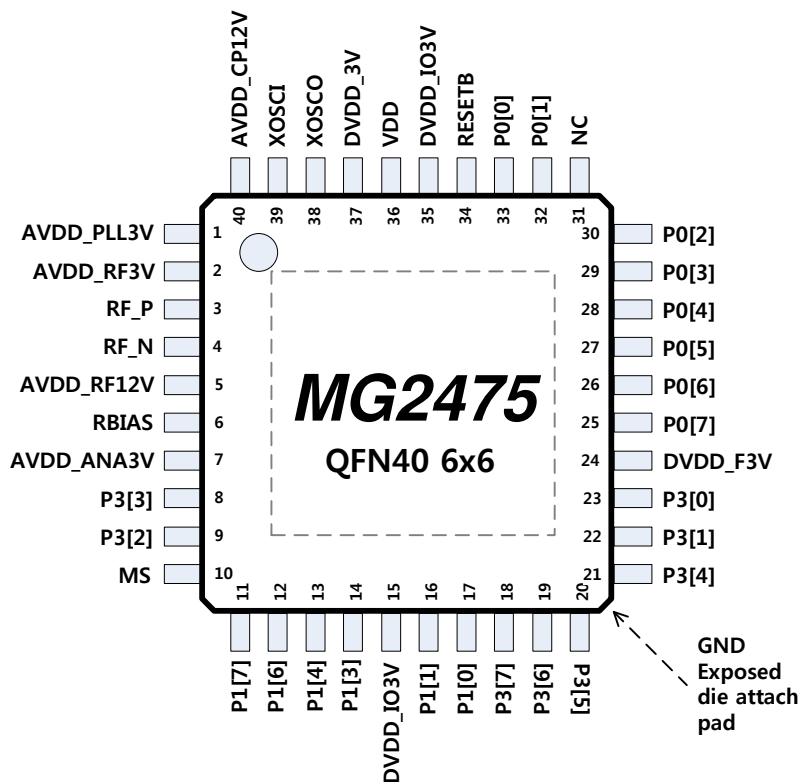 AVDD_CP12V
XOSCI
XOSCO
DVDD_3V
VDD
DVDD_IO3V
RESETB
P0[0]
P0[1]
NC
40
39
38
37
36
35
34
33
32
31
AVDD_PLL3V 1
AVDD_RF3V 2
RF_P 3
RF_N 4
AVDD_RF12V 5
RBIAS 6
AVDD_ANA3V 7
P3[3] 8
P3[2] 9
MS 10
MG2475
QFN40 6x6
30 P0[2]
29 P0[3]
28 P0[4]
27 P0[5]
26 P0[6]
25 P0[7]
24 DVDD_F3V
23 P3[0]
22 P3[1]
21 P3[4]
11
12
13
14
15
16
17
18
19
20
P1[7]
P1[6]
P1[4]
P1[3]
DVDD_IO3V
P1[1]
P1[0]
P3[7]
P3[6]
P3[5]
GND
Exposed
die attach
pad